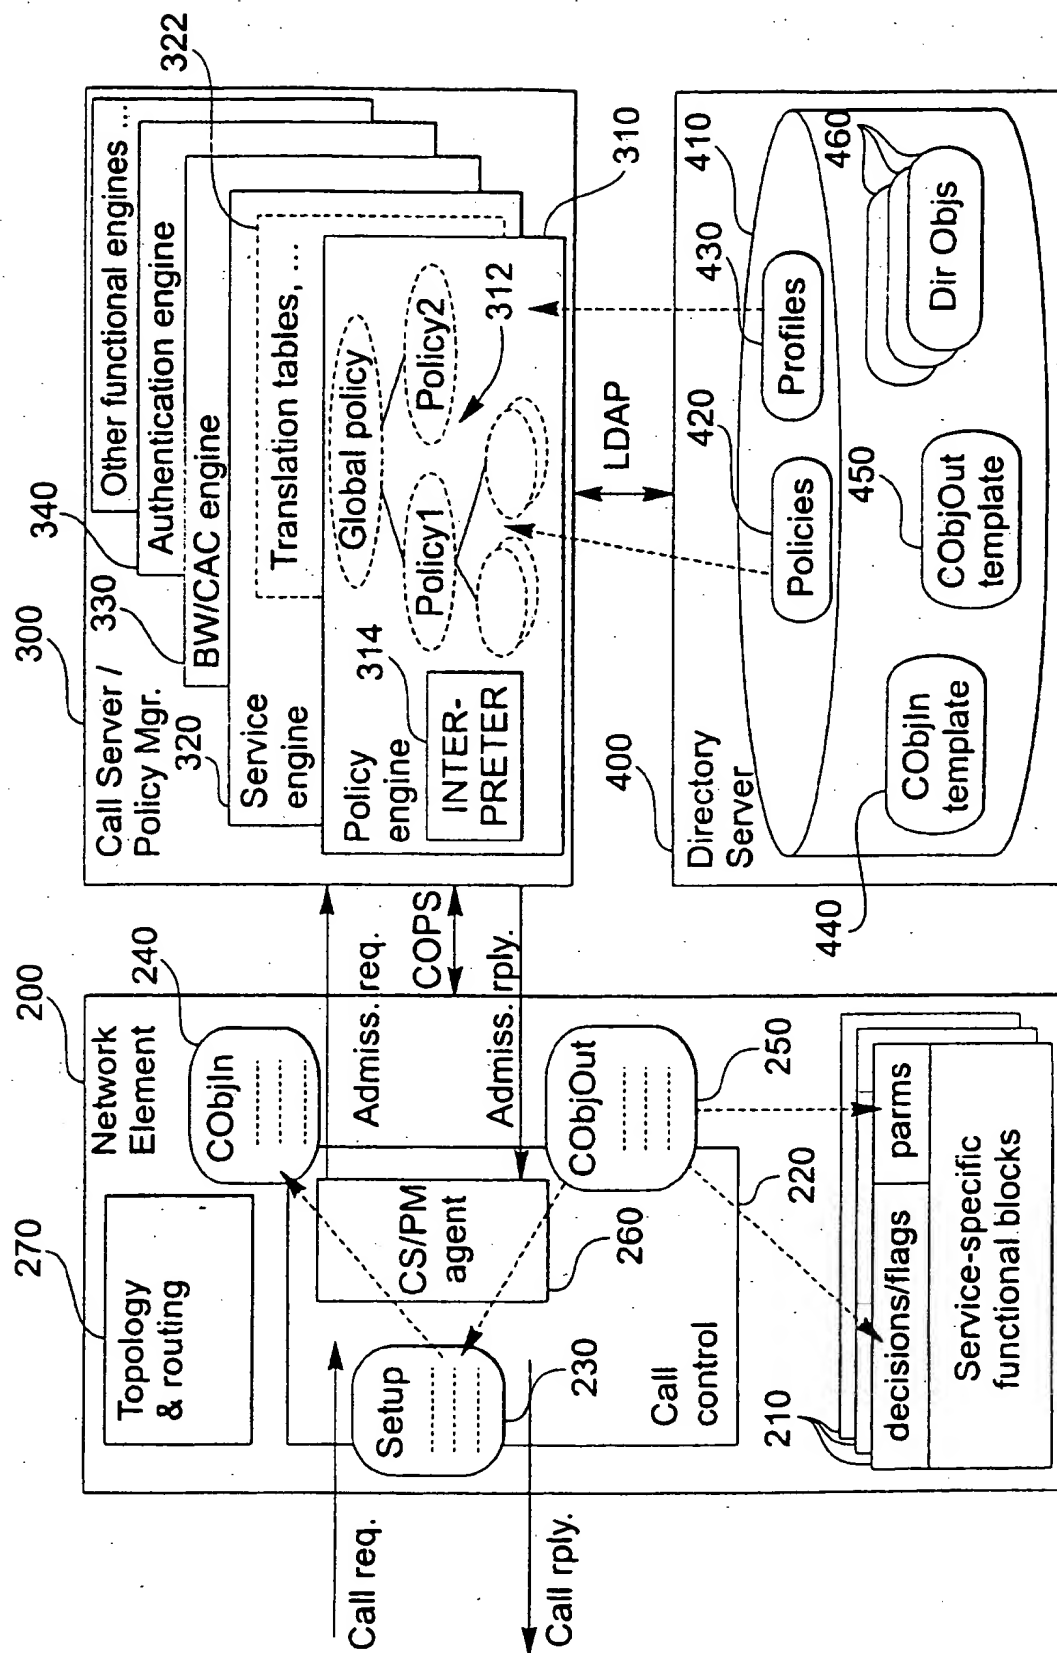 200
Network
Element
270
Topology
& routing
240
CObjIn
Call req.
Setup
230
CS/PM
agent
260
Admiss. req.
COPS
Admiss. rply.
Call rply.
CObjOut
250
Call
control
220
210
decisions/flags
parms
Service-specific
functional blocks
300
Call Server /
Policy Mgr.
320
330
340
322
Other functional engines ...
Authentication engine
BW/CAC engine
Service
engine
Translation tables, ...
Policy
engine
314
INTER-
PRETER
Global policy
Policy1
Policy2
312
310
LDAP
400
Directory
Server
420
430
410
Policies
Profiles
460
440
CObjIn
template
450
CObjOut
template
Dir Objs